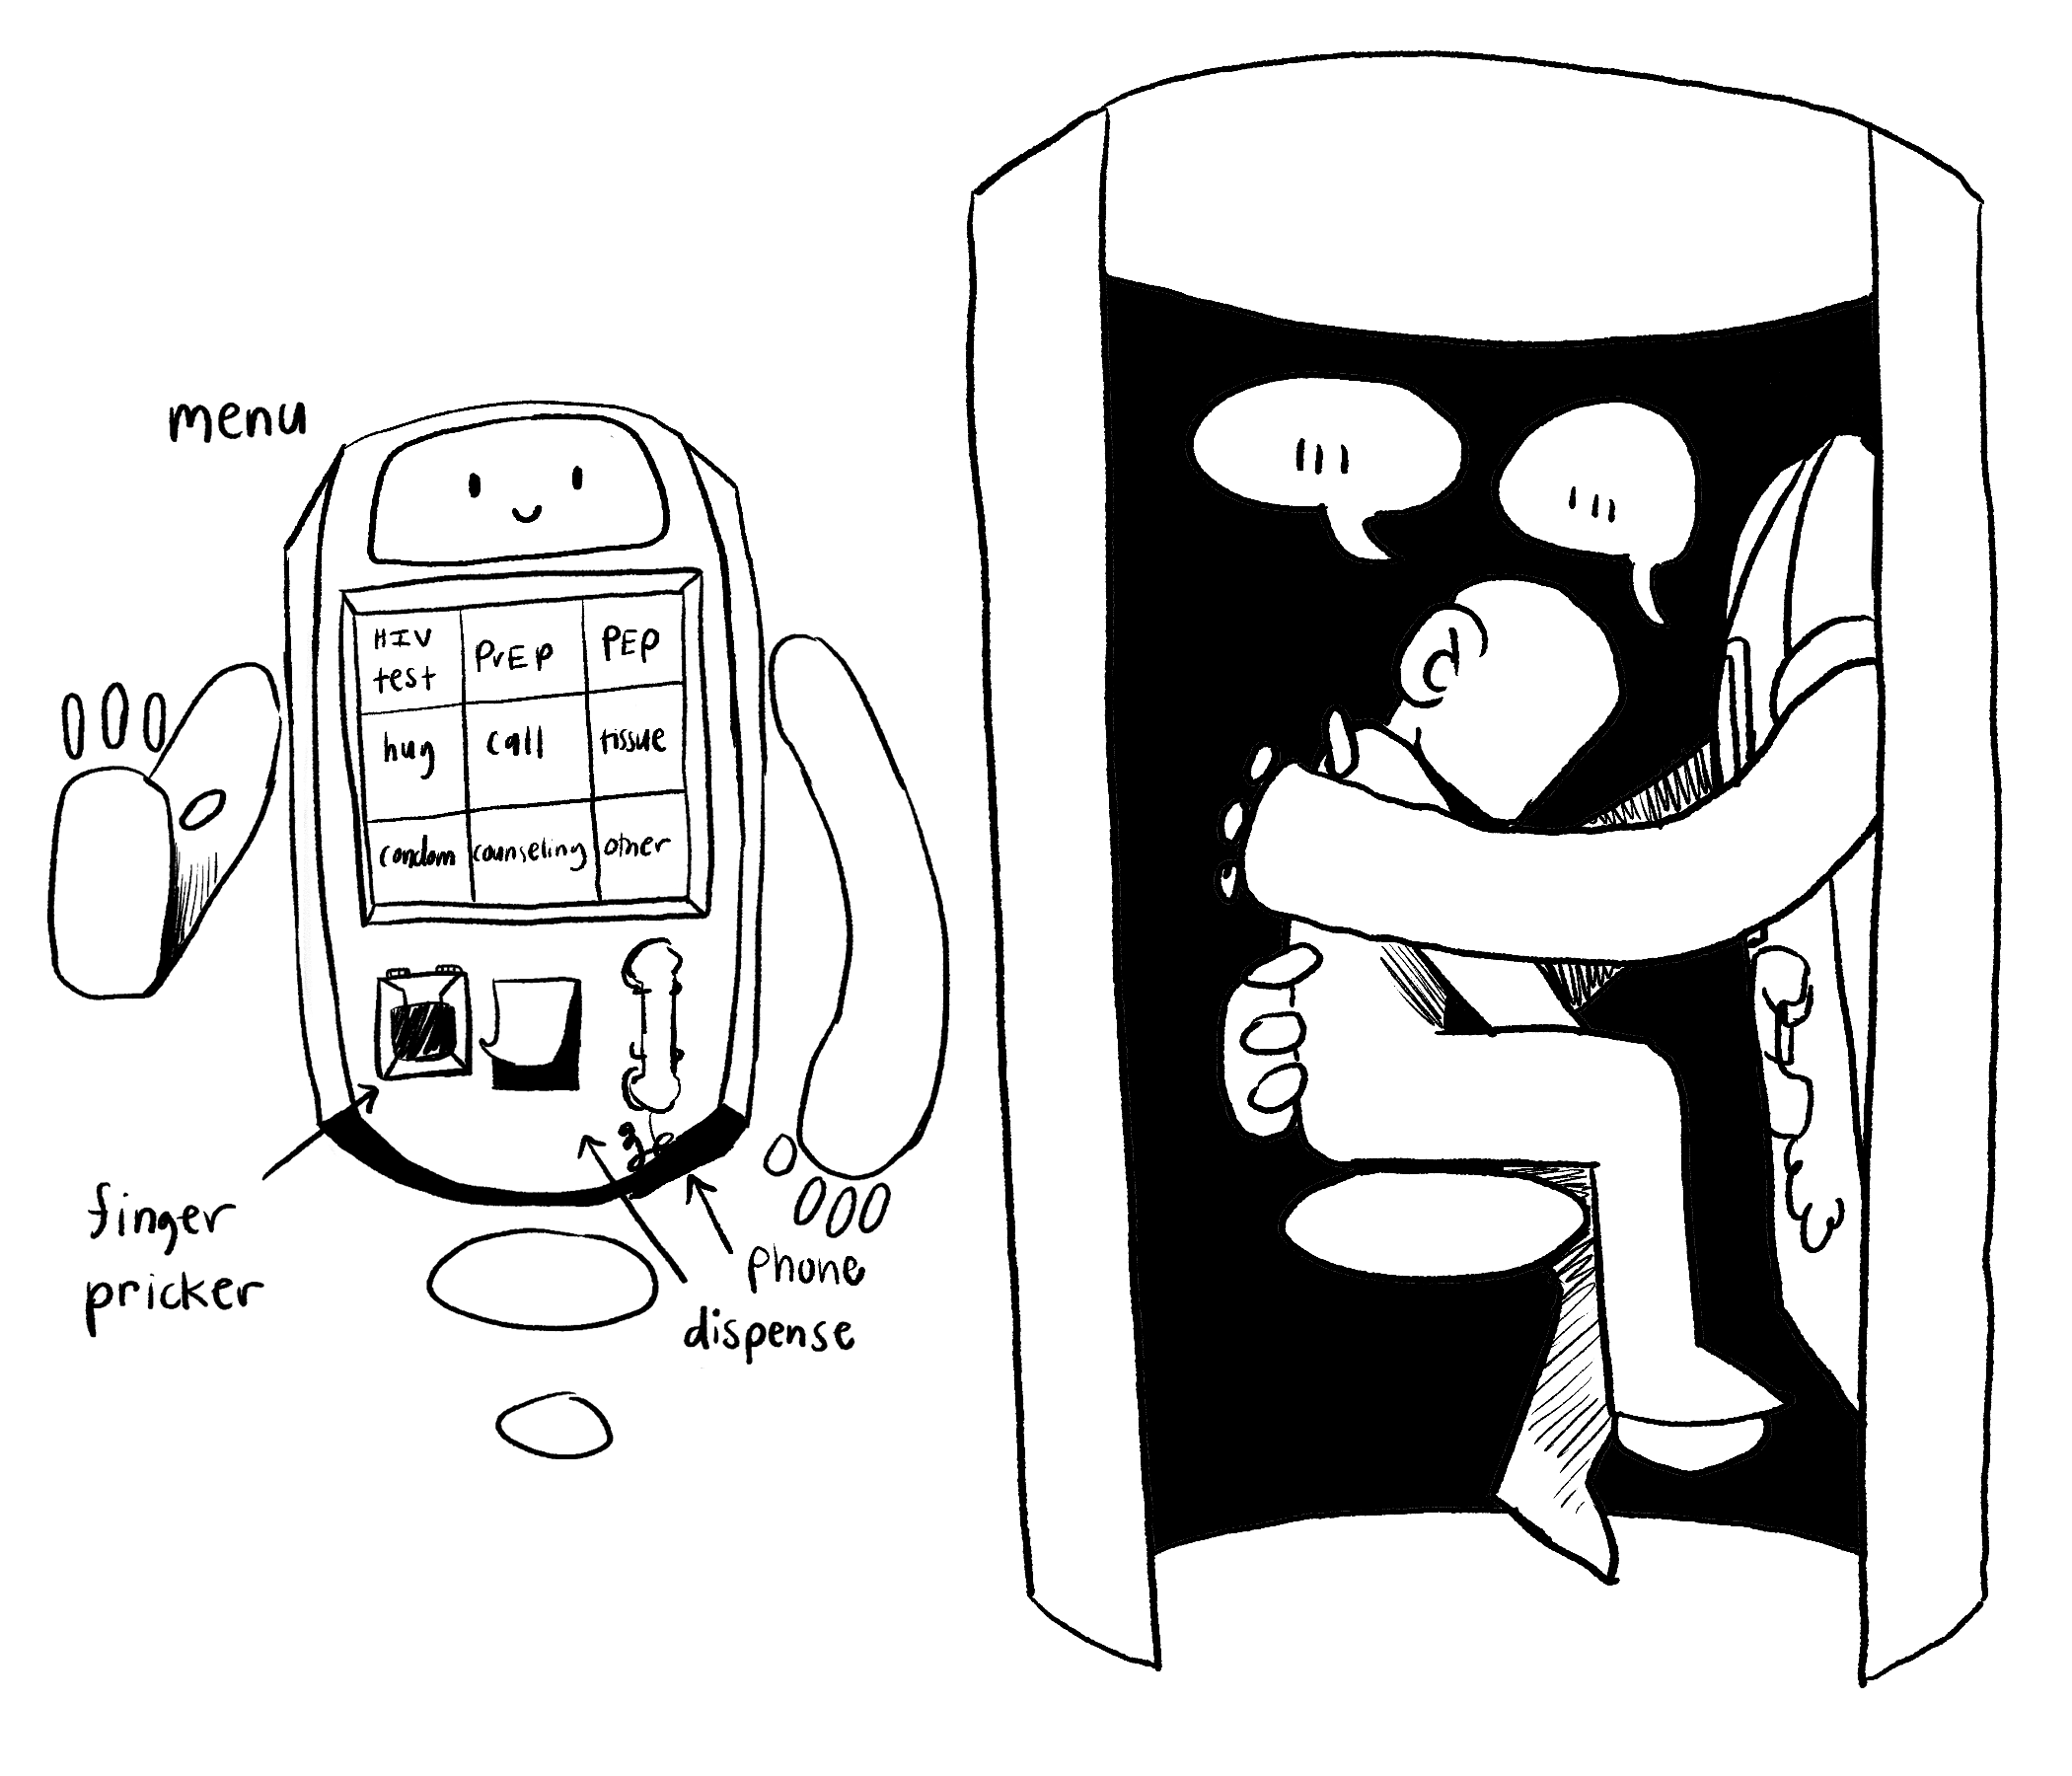 menu
HIV
test
PrEP
PEP
hug
call
tissue
condom
counseling
other
finger
pricker
phone
dispense